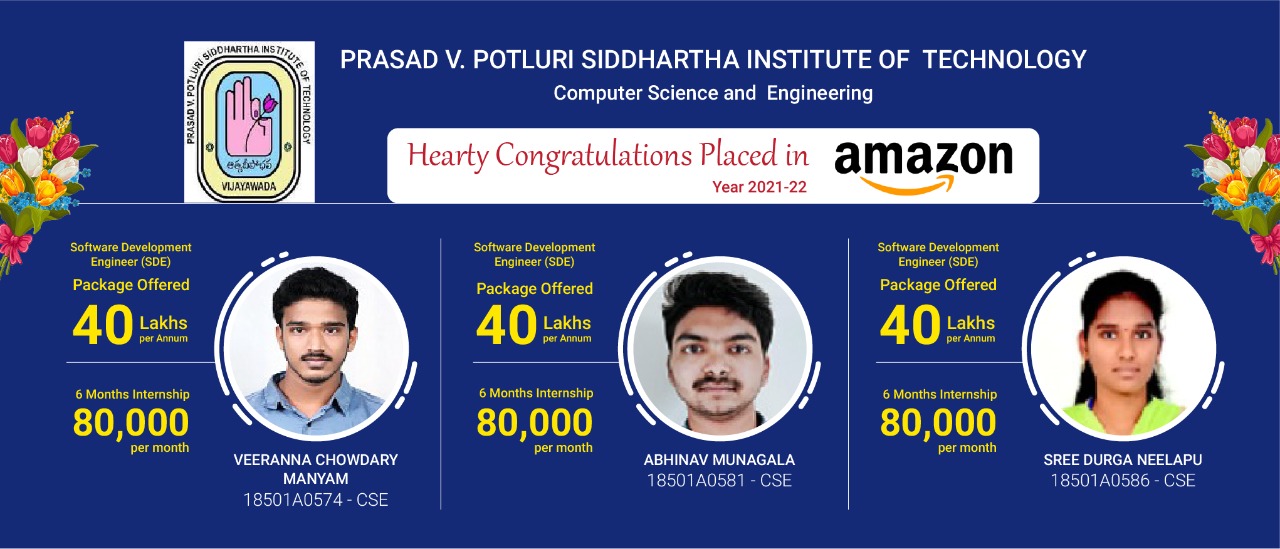 PRASAD V. POTLURI SIDDHARTHA INSTITUTE OF TECHNOLOGY
ఆత్మదీపోభవ
VIJAYAWADA
PRASAD V. POTLURI SIDDHARTHA INSTITUTE OF TECHNOLOGY
Computer Science and Engineering
Hearty Congratulations Placed in
amazon
Year 2021-22
Software Development
Engineer (SDE)
Package Offered
40 Lakhs
per Annum
6 Months Internship
80,000
per month
VEERANNA CHOWDARY
MANYAM
18501A0574 - CSE
Software Development
Engineer (SDE)
Package Offered
40 Lakhs
per Annum
6 Months Internship
80,000
per month
ABHINAV MUNAGALA
18501A0581 - CSE
Software Development
Engineer (SDE)
Package Offered
40 Lakhs
per Annum
6 Months Internship
80,000
per month
SREE DURGA NEELAPU
18501A0586 - CSE